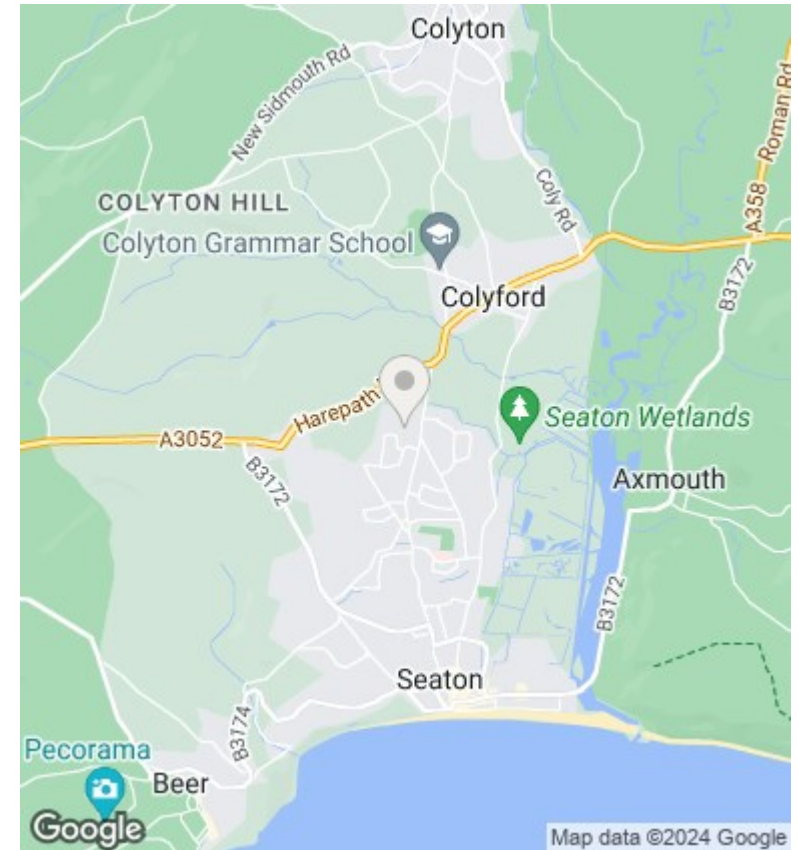 Colyton
New Sidmouth Rd
Roman Rd
A358
Coly Rd
COLYTON HILL
Colyton Grammar School
B3172
Colyford
Harepath
Seaton Wetlands
A3052
B3172
Axmouth
B3172
Seaton
B3174
Pecorama
Beer
Google
Map data ©2024 Google